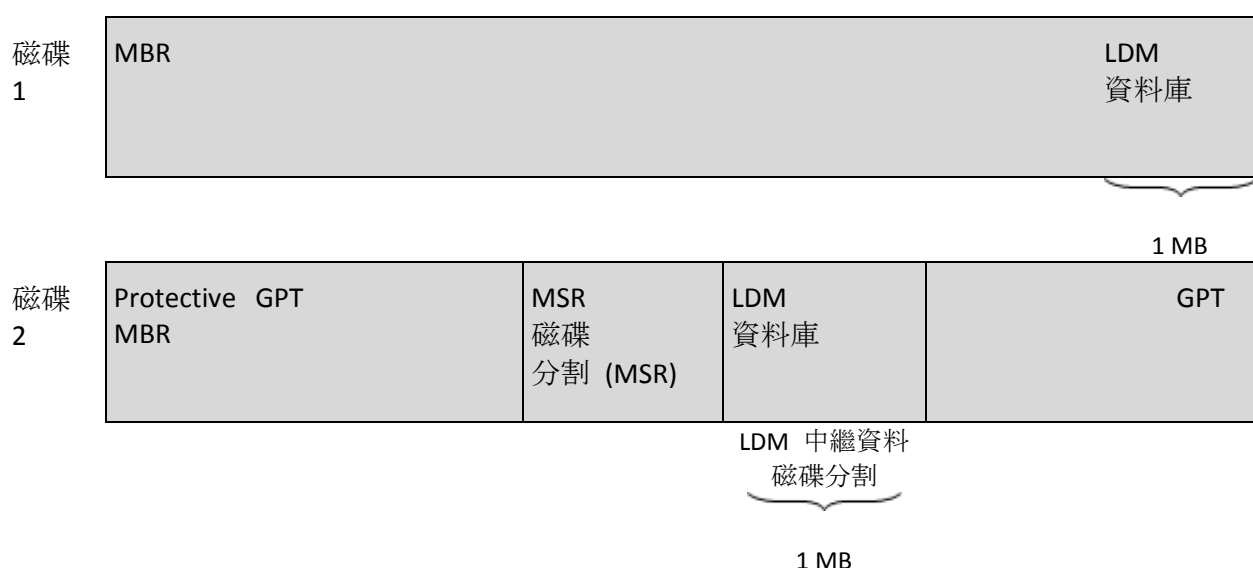 磁碟
1
MBR
LDM
資料庫
1 MB
磁碟
2
Protective GPT
MBR
MSR
磁碟
分割 (MSR)
LDM
資料庫
GPT
LDM 中繼資料
磁碟分割
1 MB